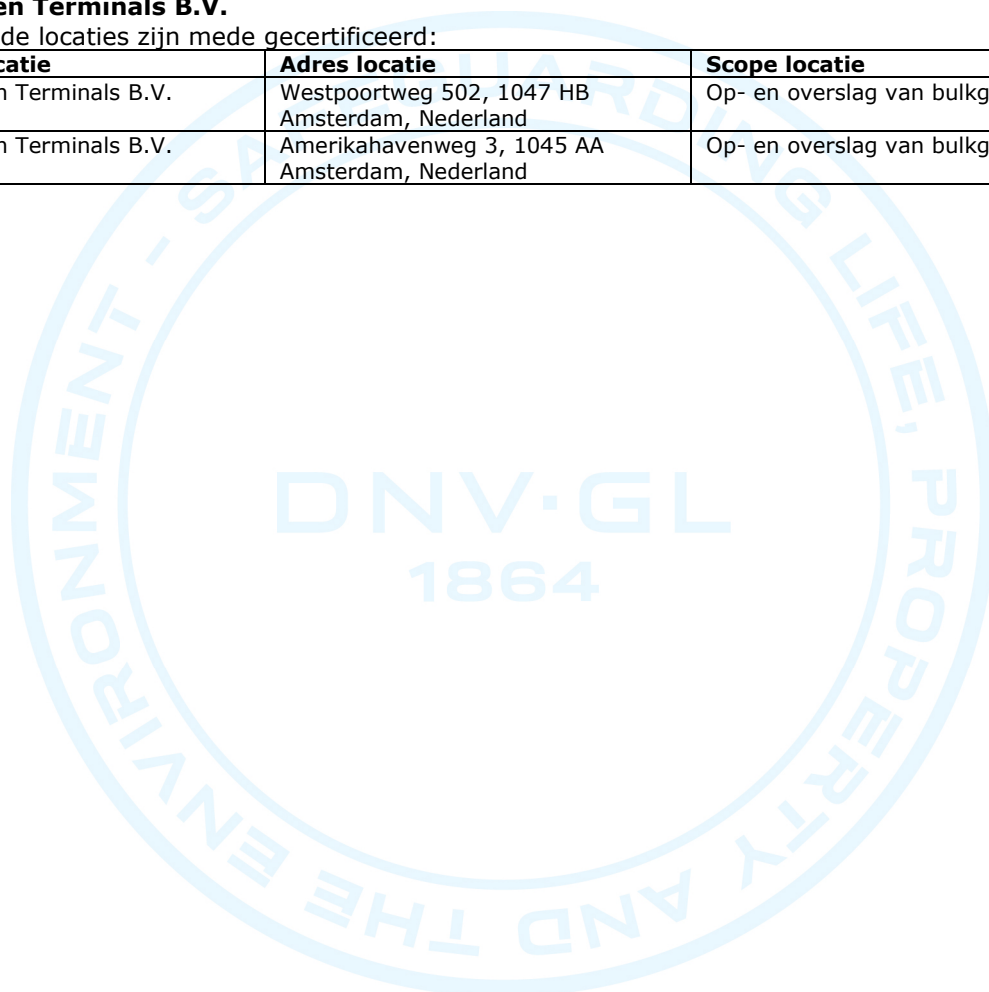 en Terminals B.V.
de locaties zijn mede gecertificeerd:
catie Adres locatie Scope locatie
n Terminals B.V. Westpoortweg 502, 1047 HB Op- en overslag van bulkg
Amsterdam, Nederland
n Terminals B.V. Amerikahavenweg 3, 1045 AA Op- en overslag van bulkg
Amsterdam, Nederland
SAFEGUARDING LIFE, PROPERTY AND THE ENVIRONMENT -
DNV·GL
1864